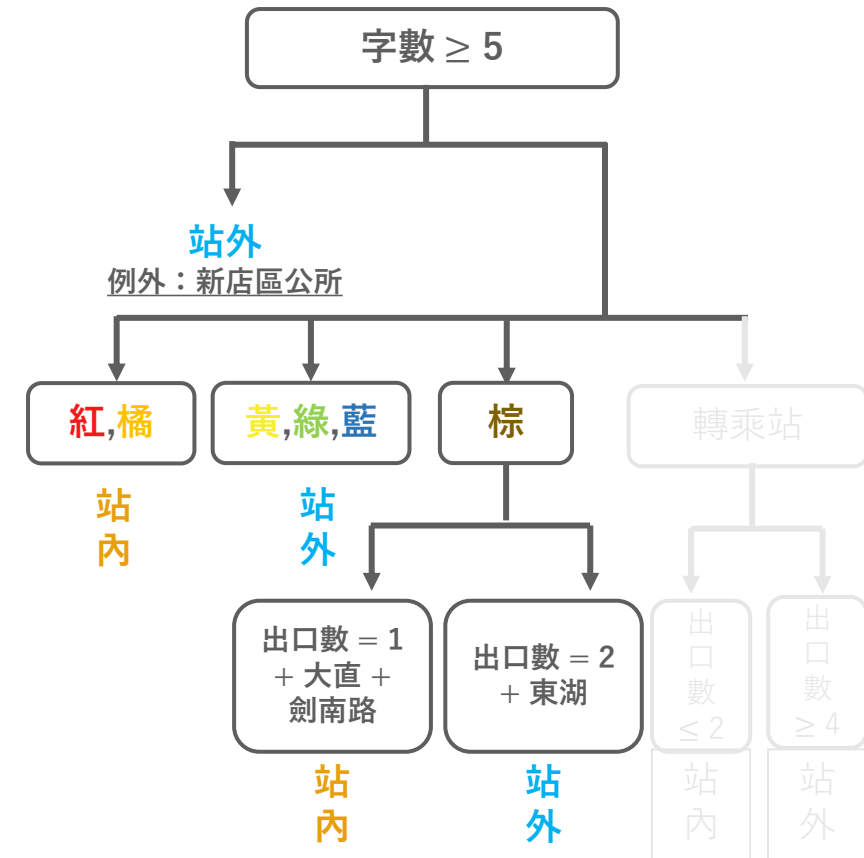 字數 ≥ 5
站外
例外：新店區公所
紅,橘
黃,綠,藍
棕
轉乘站
站
內
站
外
出口數 = 1
+ 大直 +
劍南路
出口數 = 2
+ 東湖
出
口
數
≤ 2
出
口
數
≥ 4
站
內
站
外
站
內
站
外